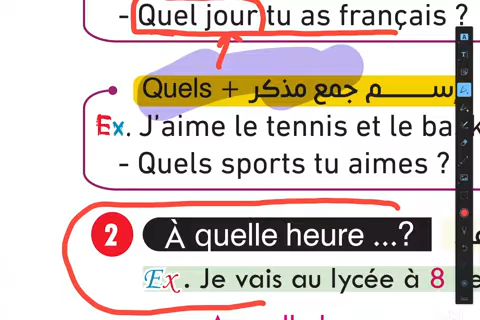 - Quel jour tu as français ?
Quels + إسم جمع مذكر
Ex. J'aime le tennis et le ba
- Quels sports tu aimes ?
2 À quelle heure ...?
Ex. Je vais au lycée à 8